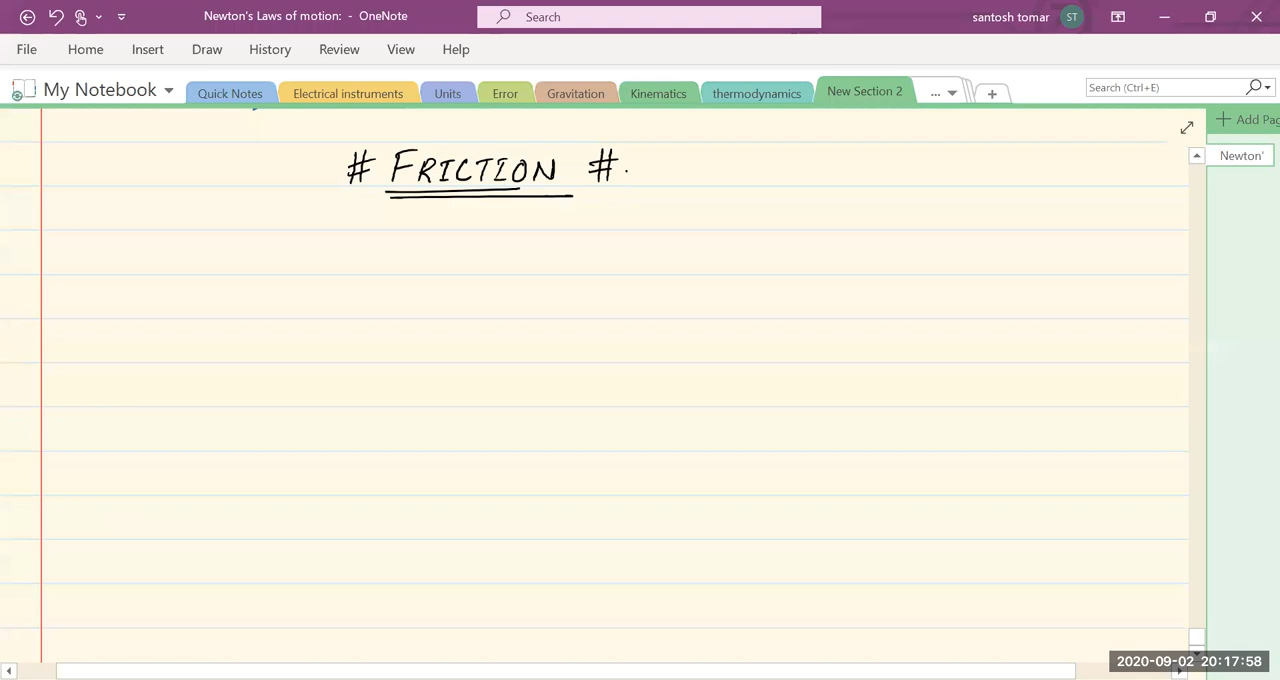 Newton's Laws of motion: - OneNote
Search
santosh tomar
ST
File Home Insert Draw History Review View Help
My Notebook
Quick Notes Electrical instruments Units Error Gravitation Kinematics thermodynamics New Section 2 ...
Search (Ctrl+E)
Add Pag
Newton'
# FRICTION #.
2020-09-02 20:17:58